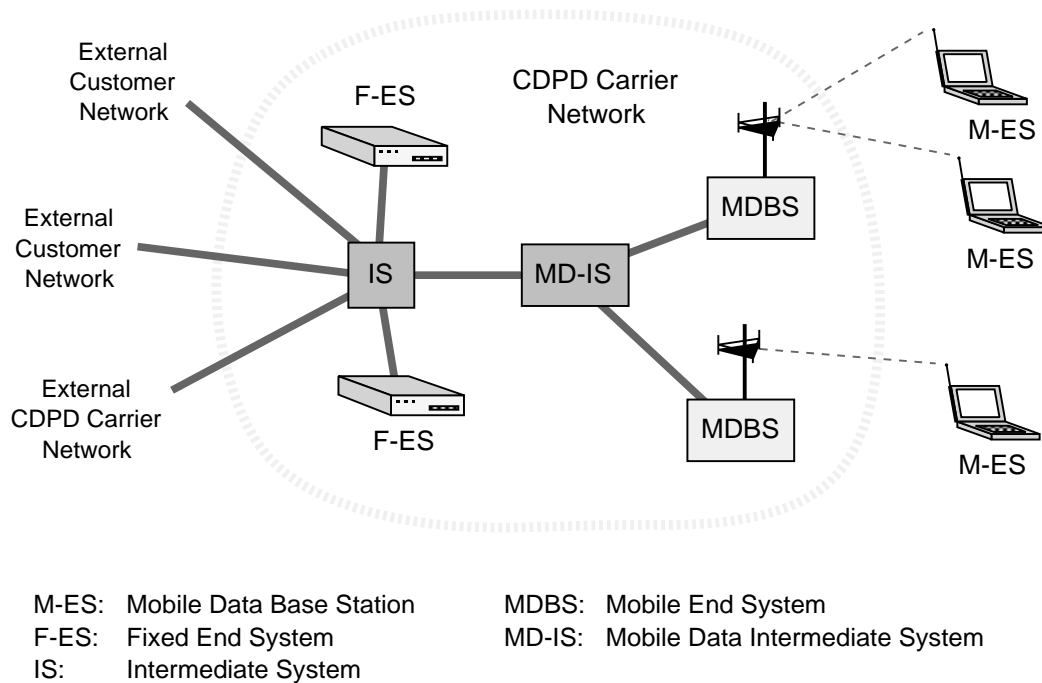 External
Customer
Network
F-ES
CDPD Carrier
Network
M-ES
MDBS
External
Customer
Network
M-ES
IS
MD-IS
External
CDPD Carrier
Network
F-ES
MDBS
M-ES
M-ES: Mobile Data Base Station
MDBS: Mobile End System
F-ES: Fixed End System
MD-IS: Mobile Data Intermediate System
IS: Intermediate System